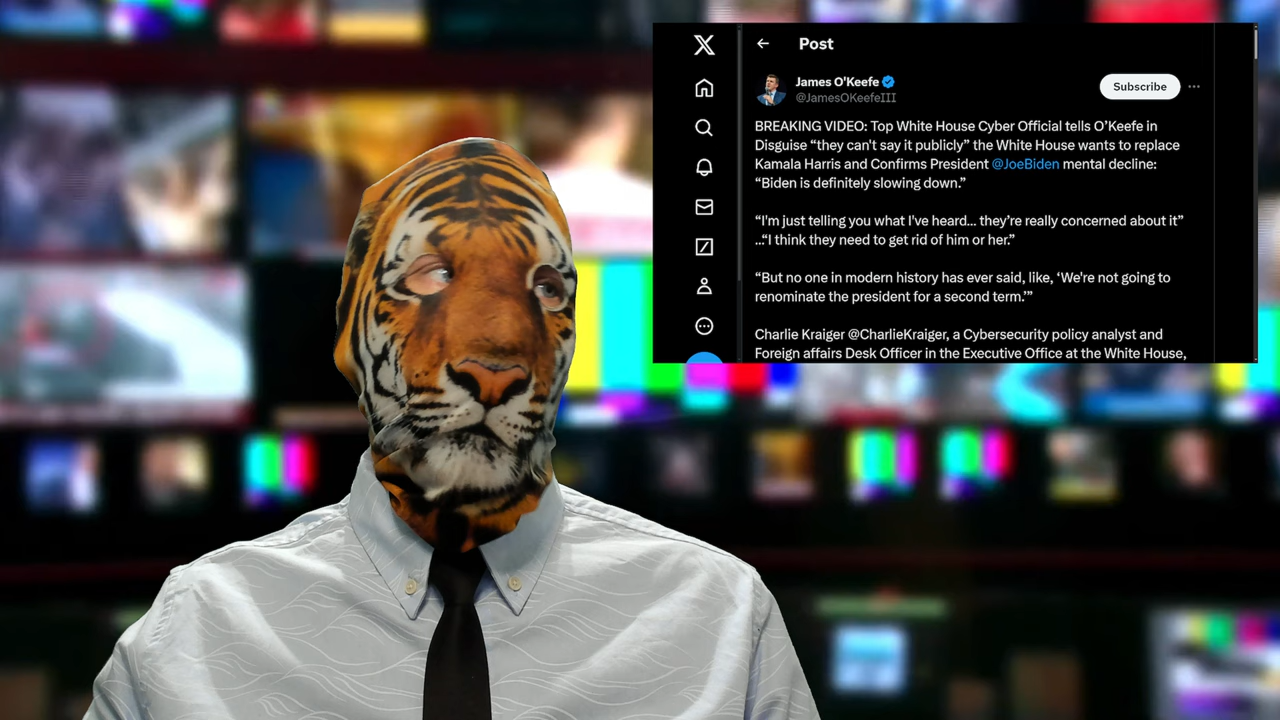 Post
James O'Keefe
@JamesOKeefeIII
Subscribe
BREAKING VIDEO: Top White House Cyber Official tells O'Keefe in
Disguise “they can't say it publicly” the White House wants to replace
Kamala Harris and Confirms President @JoeBiden mental decline:
“Biden is definitely slowing down.”
“I'm just telling you what I've heard... they're really concerned about it”
...“I think they need to get rid of him or her.”
“But no one in modern history has ever said, like, ‘We're not going to
renominate the president for a second term.’”
Charlie Kraiger @CharlieKraiger, a Cybersecurity policy analyst and
Foreign affairs Desk Officer in the Executive Office at the White House,